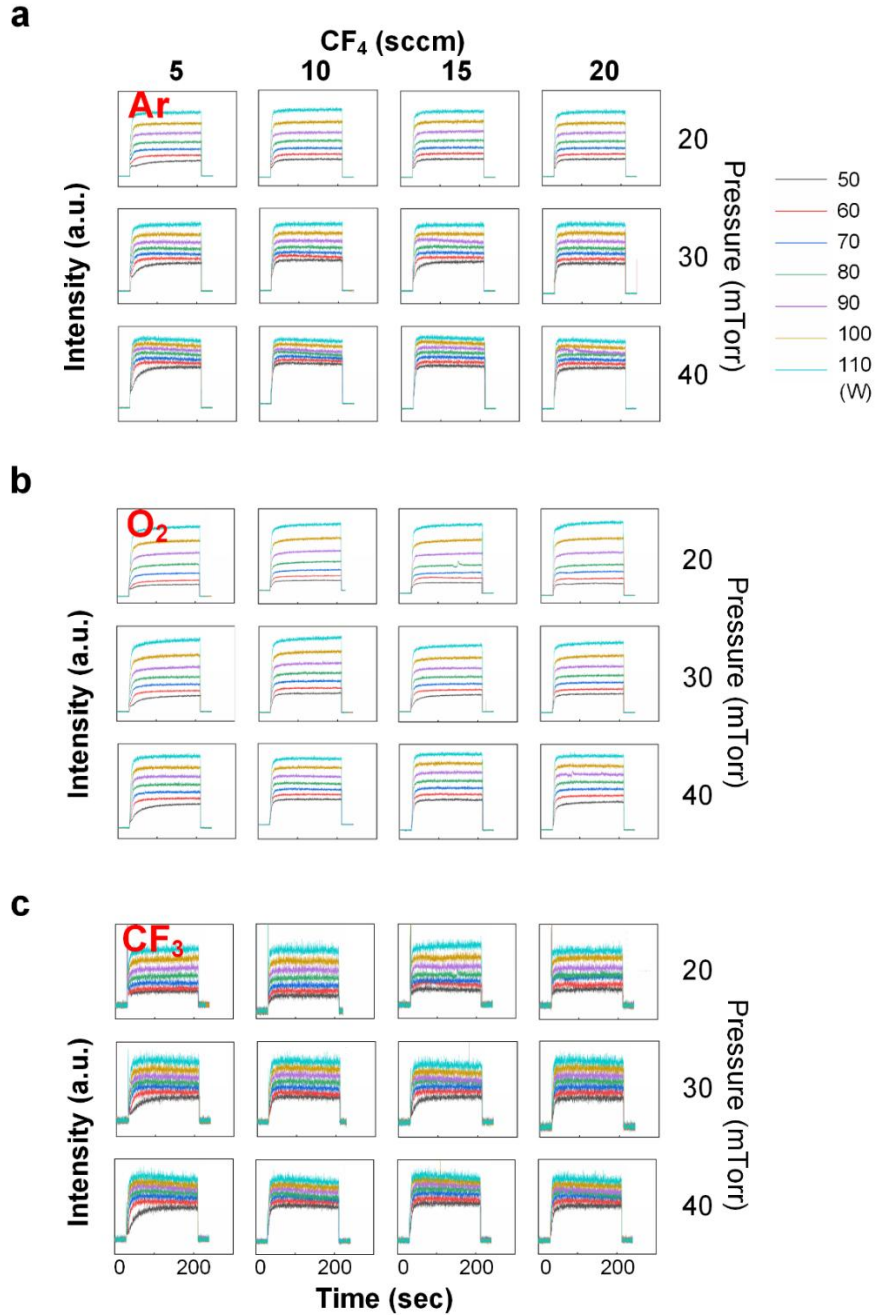 a
CF₄ (sccm)
5 10 15 20
Ar
20
30
40
Intensity (a.u.)
Pressure (mTorr)
50
60
70
80
90
100
110
(W)
b
O₂
20
30
40
Intensity (a.u.)
Pressure (mTorr)
c
CF₃
20
30
40
Intensity (a.u.)
Pressure (mTorr)
0 200 0 200 0 200 0 200
Time (sec)